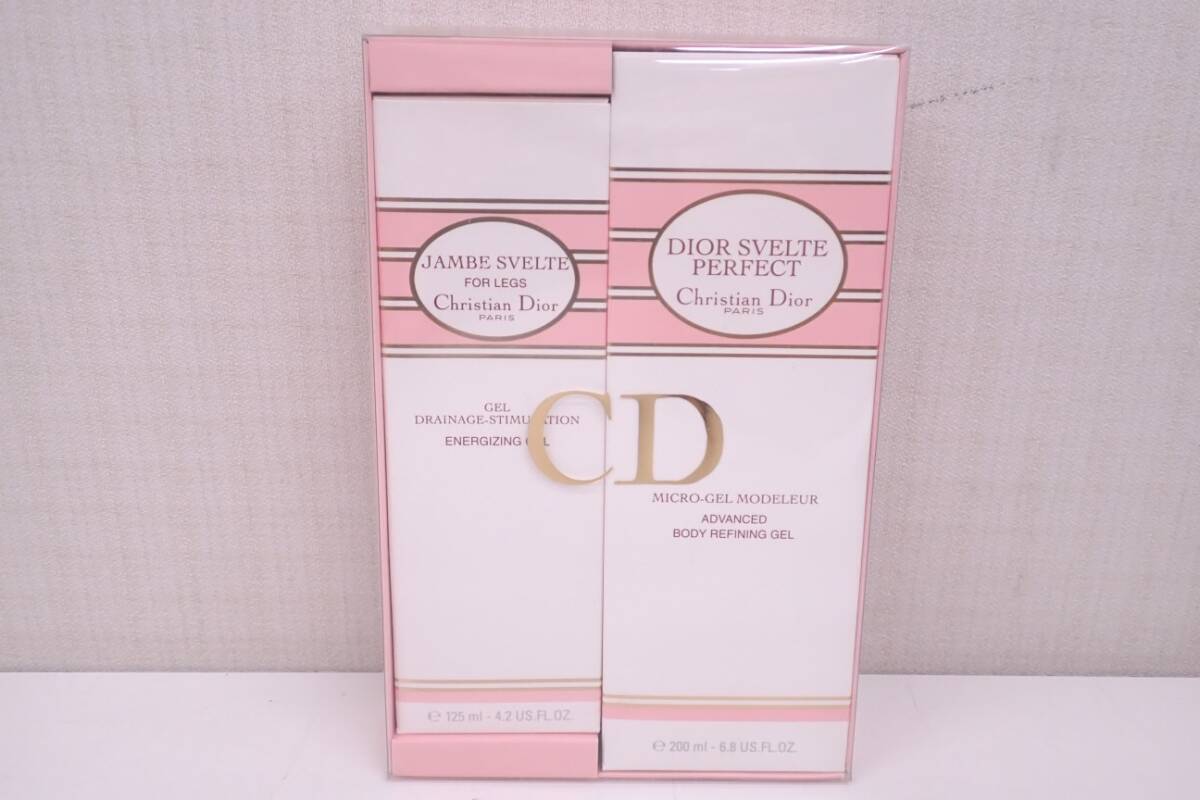 JAMBE SVELTE
FOR LEGS
Christian Dior
PARIS
GEL
DRAINAGE-STIMULATION
ENERGIZING GEL
℮ 125 ml - 4.2 US.FL.OZ.
CD
DIOR SVELTE
PERFECT
Christian Dior
PARIS
MICRO-GEL MODELEUR
ADVANCED
BODY REFINING GEL
℮ 200 ml - 6.8 US.FL.OZ.